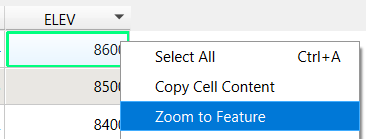 ELEV
8600
Select All Ctrl+A
8500
Copy Cell Content
Zoom to Feature
8400